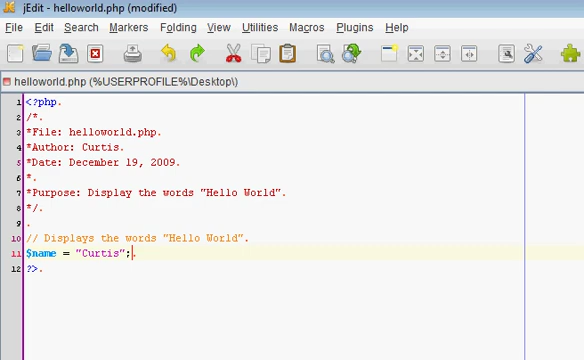 jEdit - helloworld.php (modified)
File Edit Search Markers Folding View Utilities Macros Plugins Help
helloworld.php (%USERPROFILE%\Desktop\)
1 <?php.
2 /*.
3 *File: helloworld.php.
4 *Author: Curtis.
5 *Date: December 19, 2009.
6 *.
7 *Purpose: Display the words "Hello World".
8 */.
9 .
10 // Displays the words "Hello World".
11 $name = "Curtis";.
12 ?>.